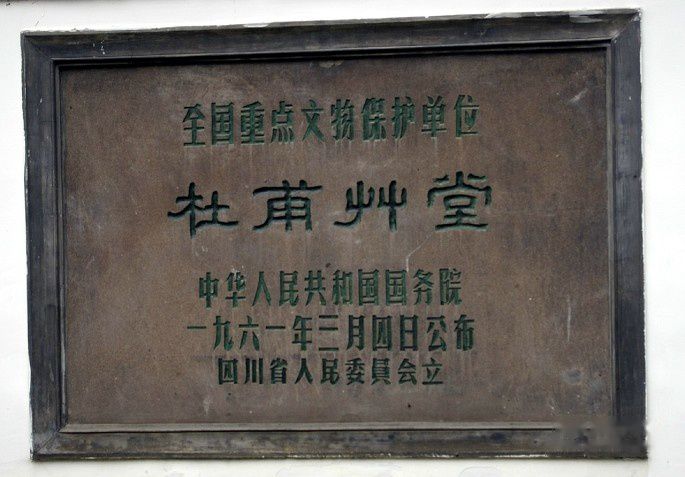 全国重点文物保护单位
杜甫艸堂
中华人民共和国国务院
一九六一年三月四日公布
四川省人民委員会立